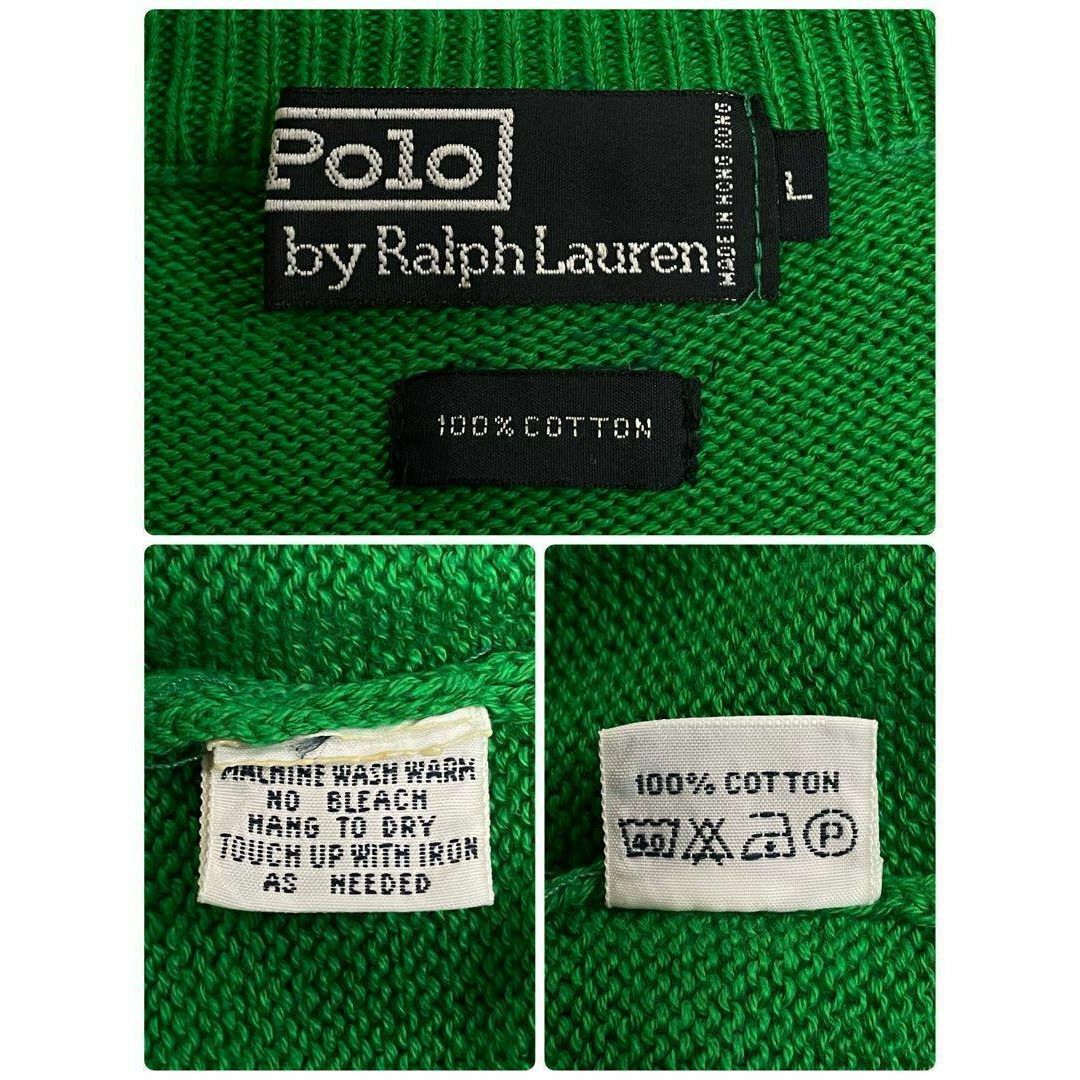 Polo
by Ralph Lauren
MADE IN HONG KONG
L
100% COTTON
MACHINE WASH WARM
NO BLEACH
HANG TO DRY
TOUCH UP WITH IRON
AS NEEDED
100% COTTON
40 P